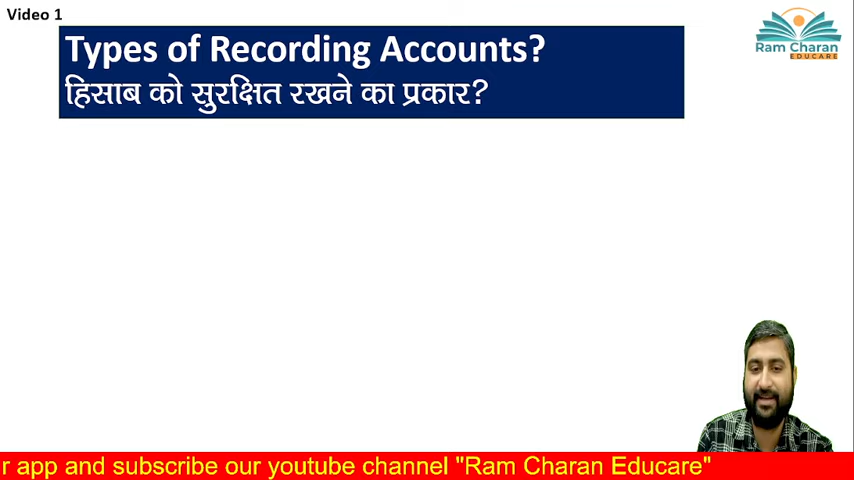 Video 1
Types of Recording Accounts?
हिसाब को सुरक्षित रखने का प्रकार?
Ram Charan
EDUCARE
r app and subscribe our youtube channel "Ram Charan Educare"